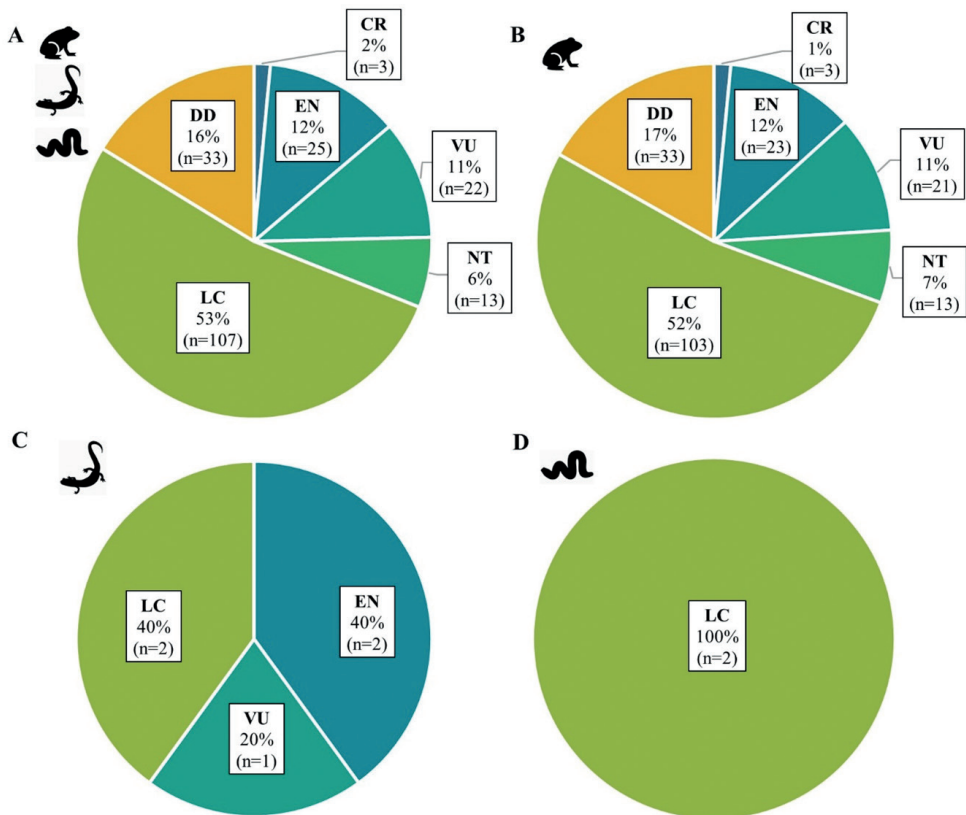 A
CR
2%
(n=3)
EN
12%
(n=25)
VU
11%
(n=22)
NT
6%
(n=13)
LC
53%
(n=107)
DD
16%
(n=33)
B
CR
1%
(n=3)
EN
12%
(n=23)
VU
11%
(n=21)
NT
7%
(n=13)
LC
52%
(n=103)
DD
17%
(n=33)
C
LC
40%
(n=2)
EN
40%
(n=2)
VU
20%
(n=1)
D
LC
100%
(n=2)